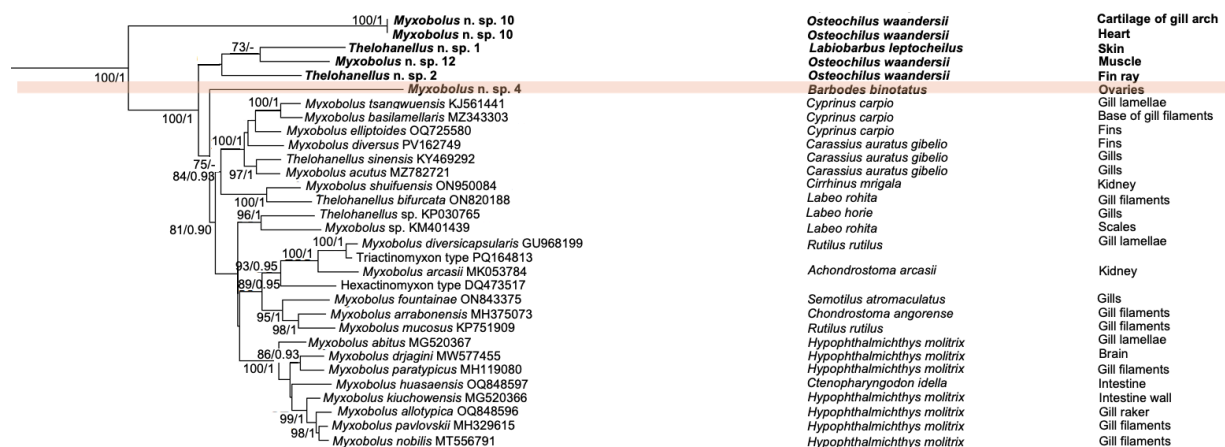 100/1 Myxobolus n. sp. 10 Osteochilus waandersii Cartilage of gill arch
Myxobolus n. sp. 10 Osteochilus waandersii Heart
73/- Thelohanellus n. sp. 1 Labiobarbus leptocheilus Skin
Myxobolus n. sp. 12 Osteochilus waandersii Muscle
100/1 Thelohanellus n. sp. 2 Osteochilus waandersii Fin ray
Myxobolus n. sp. 4 Barbodes binotatus Ovaries
100/1 Myxobolus tsangwuensis KJ561441 Cyprinus carpio Gill lamellae
100/1 Myxobolus basilamellaris MZ343303 Cyprinus carpio Base of gill filaments
Myxobolus elliptoides OQ725580 Cyprinus carpio Fins
100/1 Myxobolus diversus PV162749 Carassius auratus gibelio Fins
75/- Thelohanellus sinensis KY469292 Carassius auratus gibelio Gills
84/0.93 97/1 Myxobolus acutus MZ782721 Carassius auratus gibelio Gills
Myxobolus shuifuensis ON950084 Cirrhinus mrigala Kidney
100/1 Thelohanellus bifurcata ON820188 Labeo rohita Gill filaments
96/1 Thelohanellus sp. KP030765 Labeo horie Gills
81/0.90 Myxobolus sp. KM401439 Labeo rohita Scales
100/1 Myxobolus diversicapsularis GU968199 Rutilus rutilus Gill lamellae
100/1 Triactinomyxon type PQ164813
93/0.95 Myxobolus arcasii MK053784 Achondrostoma arcasii Kidney
89/0.95 Hexactinomyxon type DQ473517
Myxobolus fountainae ON843375 Semotilus atromaculatus Gills
95/1 Myxobolus arrabonensis MH375073 Chondrostoma angorense Gill filaments
98/1 Myxobolus mucosus KP751909 Rutilus rutilus Gill filaments
Myxobolus abitus MG520367 Hypophthalmichthys molitrix Gill lamellae
86/0.93 Myxobolus drjagini MW577455 Hypophthalmichthys molitrix Brain
100/1 Myxobolus paratypicus MH119080 Hypophthalmichthys molitrix Gill filaments
Myxobolus huasaensis OQ848597 Ctenopharyngodon idella Intestine
Myxobolus kiuchowensis MG520366 Hypophthalmichthys molitrix Intestine wall
99/1 Myxobolus allotypica OQ848596 Hypophthalmichthys molitrix Gill raker
98/1 Myxobolus pavlovskii MH329615 Hypophthalmichthys molitrix Gill filaments
Myxobolus nobilis MT556791 Hypophthalmichthys molitrix Gill filaments